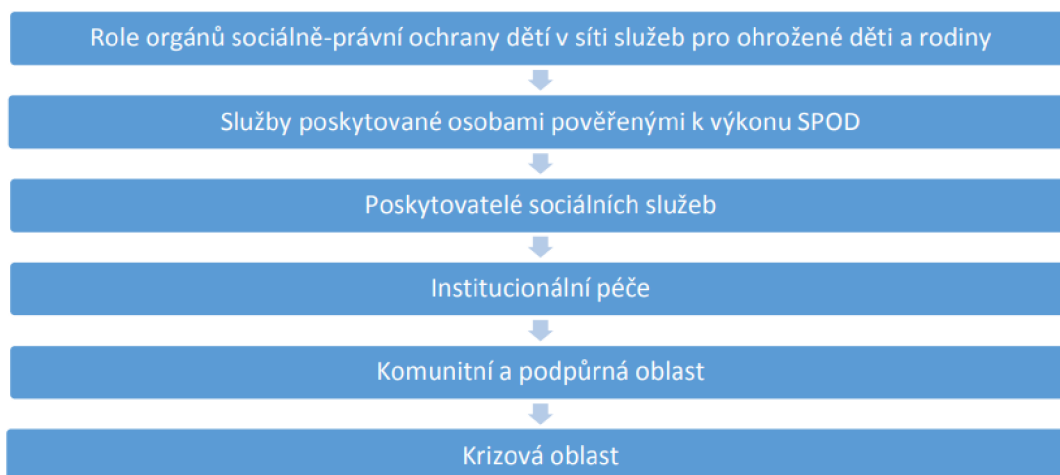 Role orgánů sociálně-právní ochrany dětí v síti služeb pro ohrožené děti a rodiny
Služby poskytované osobami pověřenými k výkonu SPOD
Poskytovatelé sociálních služeb
Institucionální péče
Komunitní a podpůrná oblast
Krizová oblast